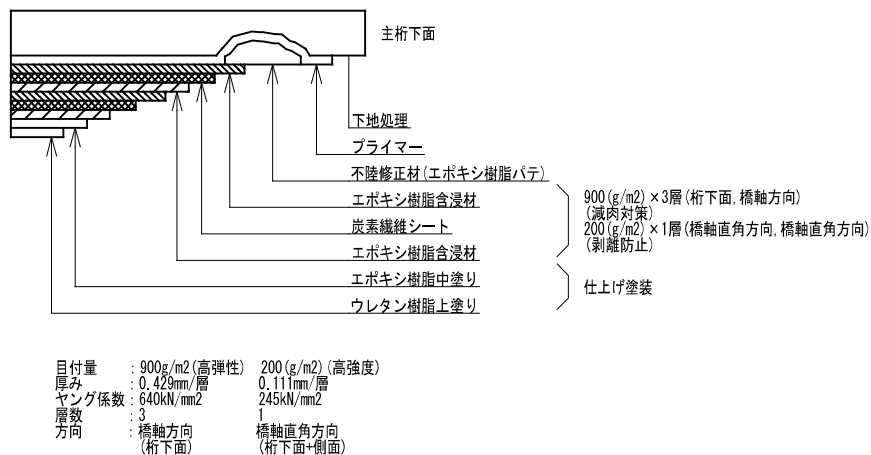 主桁下面
下地処理
プライマー
不陸修正材(エポキシ樹脂パテ)
エポキシ樹脂含浸材
炭素繊維シート
エポキシ樹脂含浸材
エポキシ樹脂中塗り
ウレタン樹脂上塗り
900(g/m2)×3層(桁下面,橋軸方向)
(減肉対策)
200(g/m2)×1層(橋軸直角方向,橋軸直角方向)
(剥離防止)
仕上げ塗装
目付量 : 900g/m2(高弾性) 200(g/m2)(高強度)
厚み : 0.429mm/層 0.111mm/層
ヤング係数 : 640kN/mm2 245kN/mm2
層数 : 3 1
方向 : 橋軸方向 橋軸直角方向
(桁下面) (桁下面+側面)